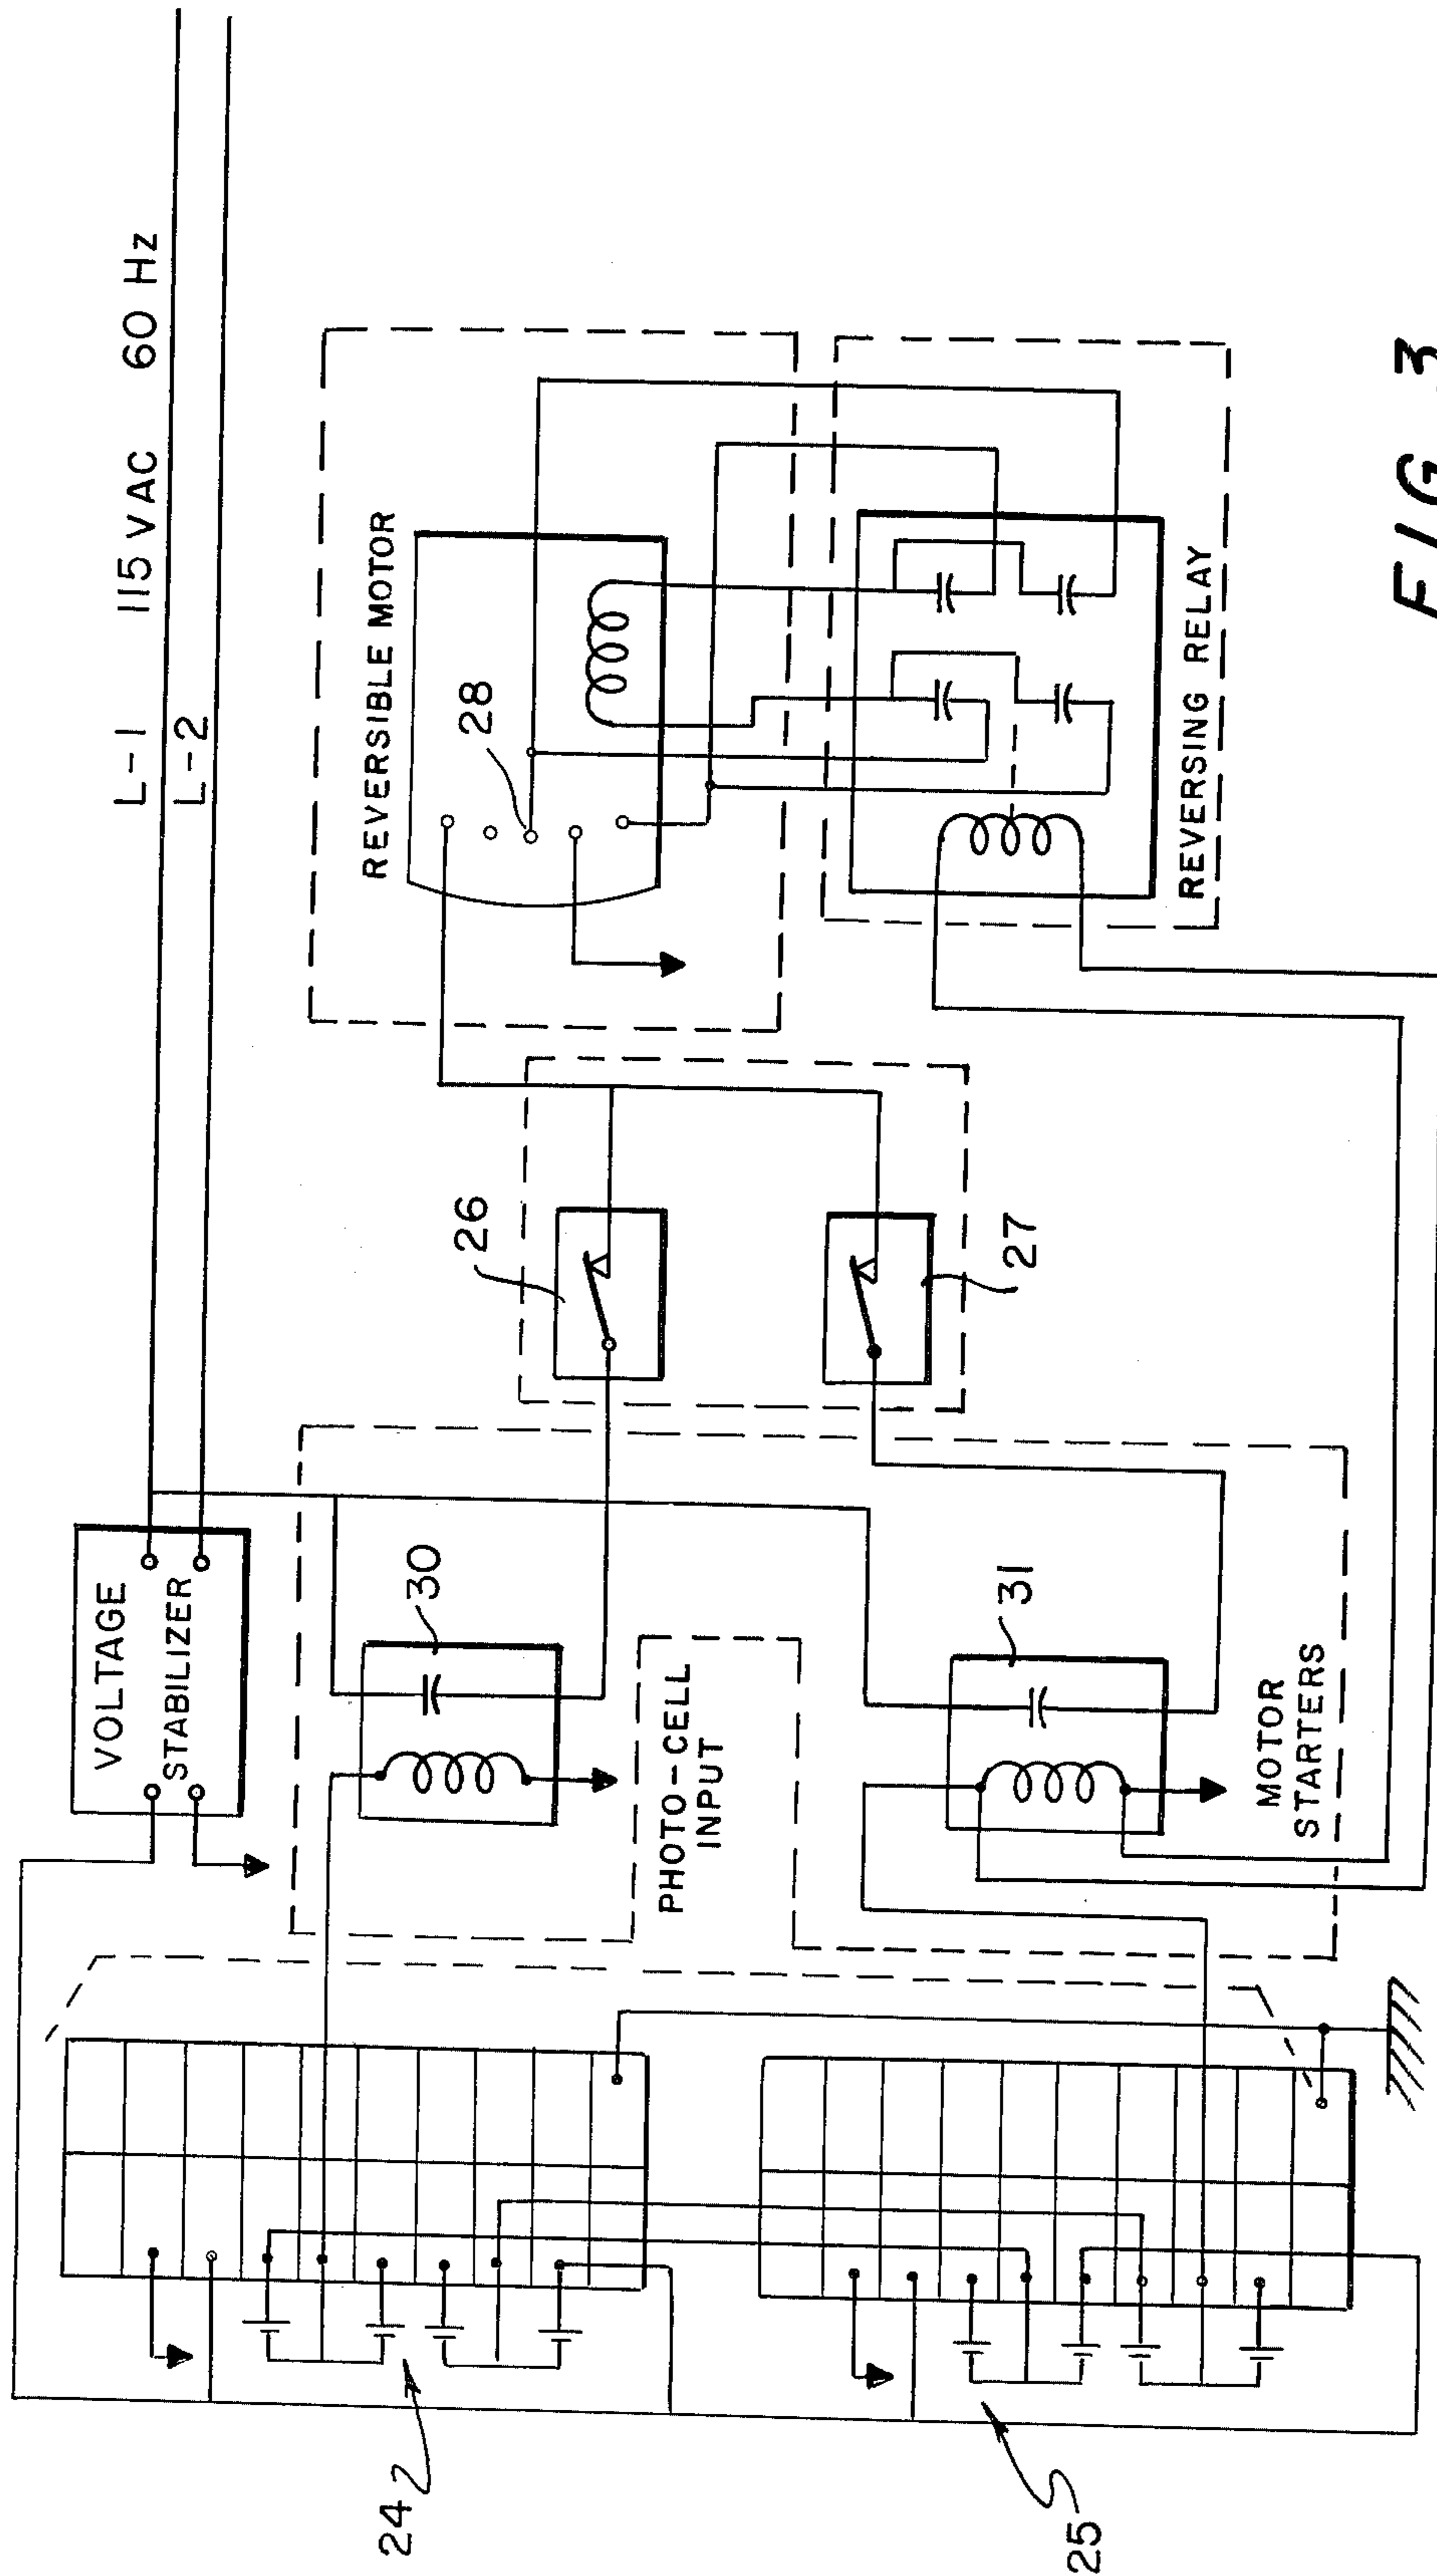 L-1 115 VAC 60 Hz
L-2
VOLTAGE
STABILIZER
REVERSIBLE MOTOR
28
26
27
30
31
PHOTO-CELL
INPUT
MOTOR
STARTERS
REVERSING RELAY
24
25
FIG 3